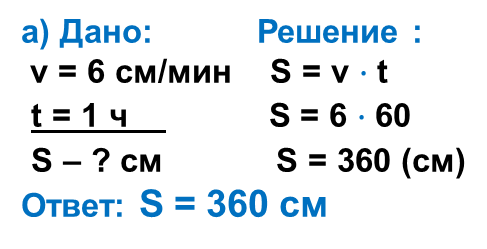 а) Дано: Решение :
v = 6 см/мин S = v · t
t = 1 ч S = 6 · 60
S – ? см S = 360 (см)
Ответ: S = 360 см